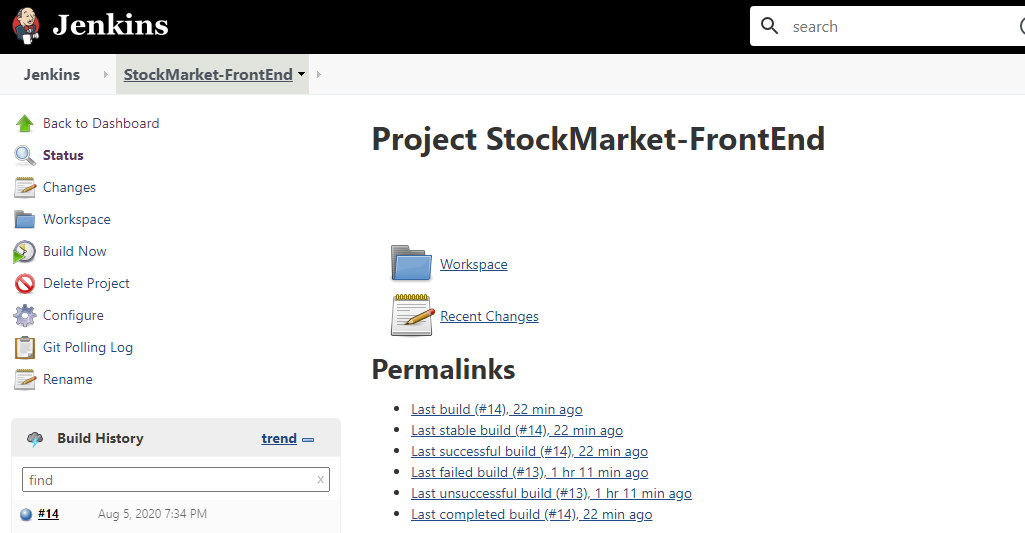 Jenkins
search
Jenkins
StockMarket-FrontEnd
Back to Dashboard
Status
Changes
Workspace
Build Now
Delete Project
Configure
Git Polling Log
Rename
Build History
trend
find
x
#14
Aug 5, 2020 7:34 PM
Project StockMarket-FrontEnd
Workspace
Recent Changes
Permalinks
Last build (#14), 22 min ago
Last stable build (#14), 22 min ago
Last successful build (#14), 22 min ago
Last failed build (#13), 1 hr 11 min ago
Last unsuccessful build (#13), 1 hr 11 min ago
Last completed build (#14), 22 min ago